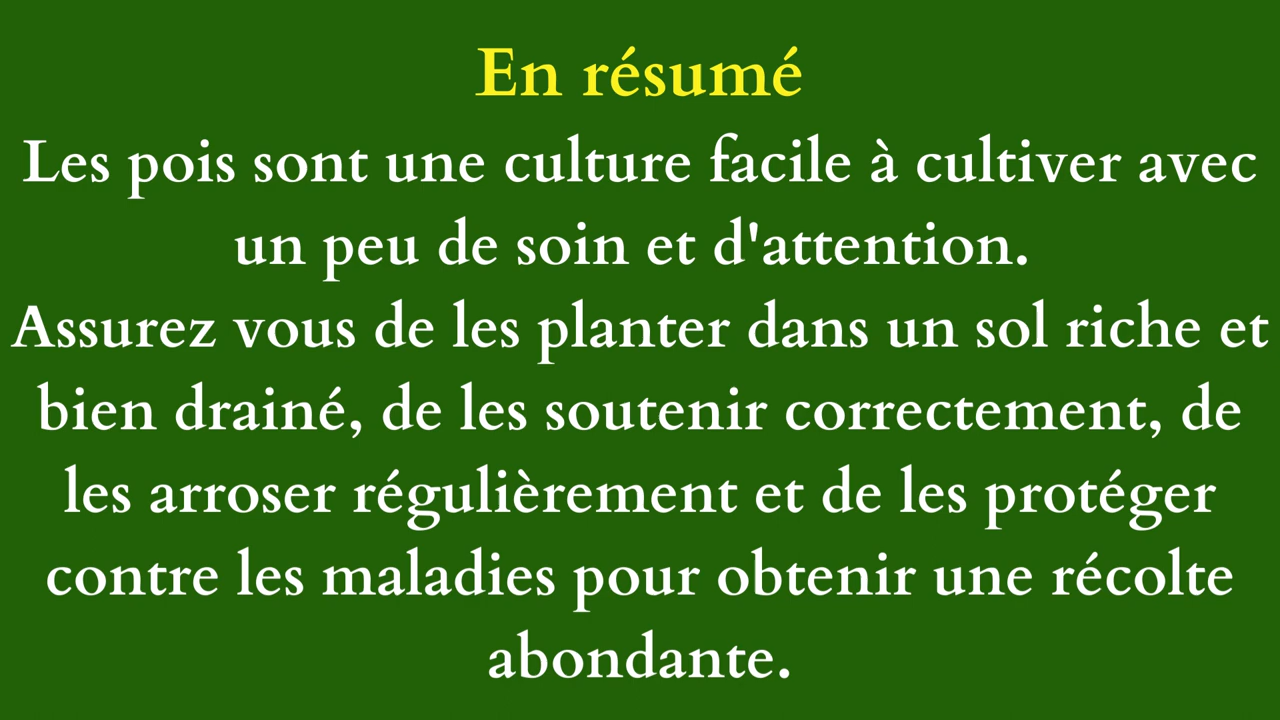 En résumé
Les pois sont une culture facile à cultiver avec
un peu de soin et d'attention.
Assurez vous de les planter dans un sol riche et
bien drainé, de les soutenir correctement, de
les arroser régulièrement et de les protéger
contre les maladies pour obtenir une récolte
abondante.